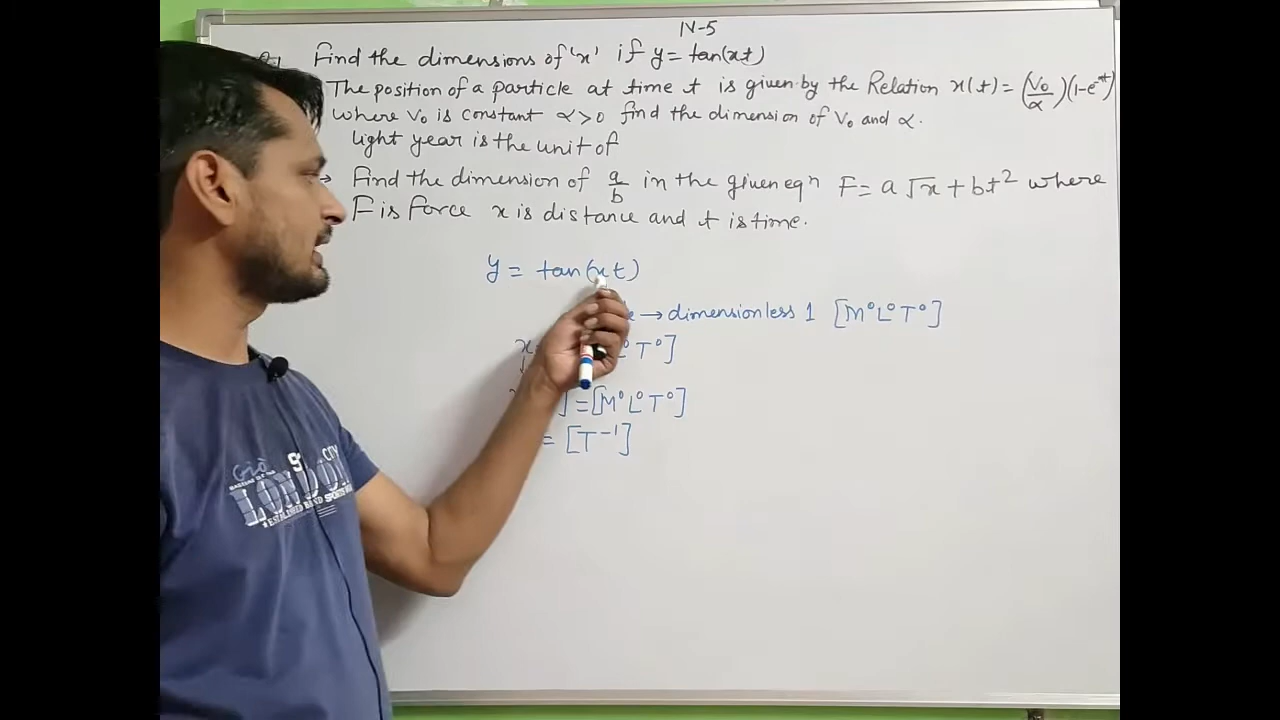 N-5
Find the dimensions of 'x' if y = tan(xt)
The position of a particle at time t is given by the Relation x(t) = (V₀/α)(1-e^-αt)
where V₀ is constant α>0 find the dimension of V₀ and α.
light year is the unit of
→ Find the dimension of a/b in the given eqⁿ F = a√x + bt² where
F is force x is distance and t is time.
y = tan(xt)
→ dimensionless 1 [M⁰L⁰T⁰]
x L⁰T⁰]
] = [M⁰L⁰T⁰]
= [T⁻¹]
LONDON
CITY